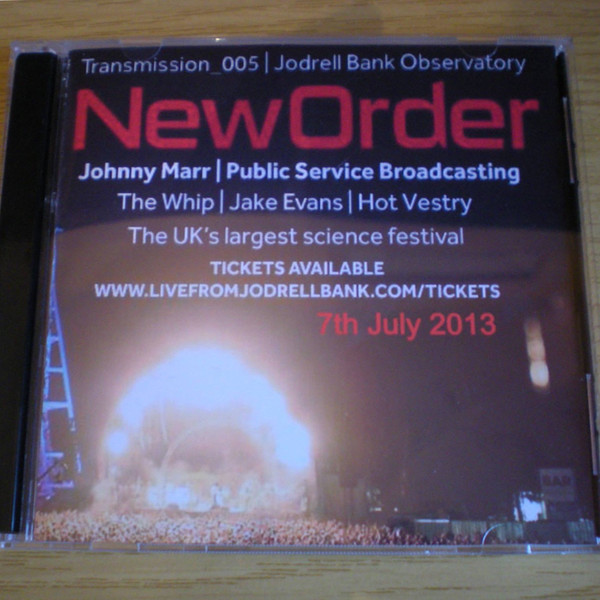 Transmission_005 | Jodrell Bank Observatory
NewOrder
Johnny Marr | Public Service Broadcasting
The Whip | Jake Evans | Hot Vestry
The UK's largest science festival
TICKETS AVAILABLE
WWW.LIVEFROMJODRELLBANK.COM/TICKETS
7th July 2013
BAR